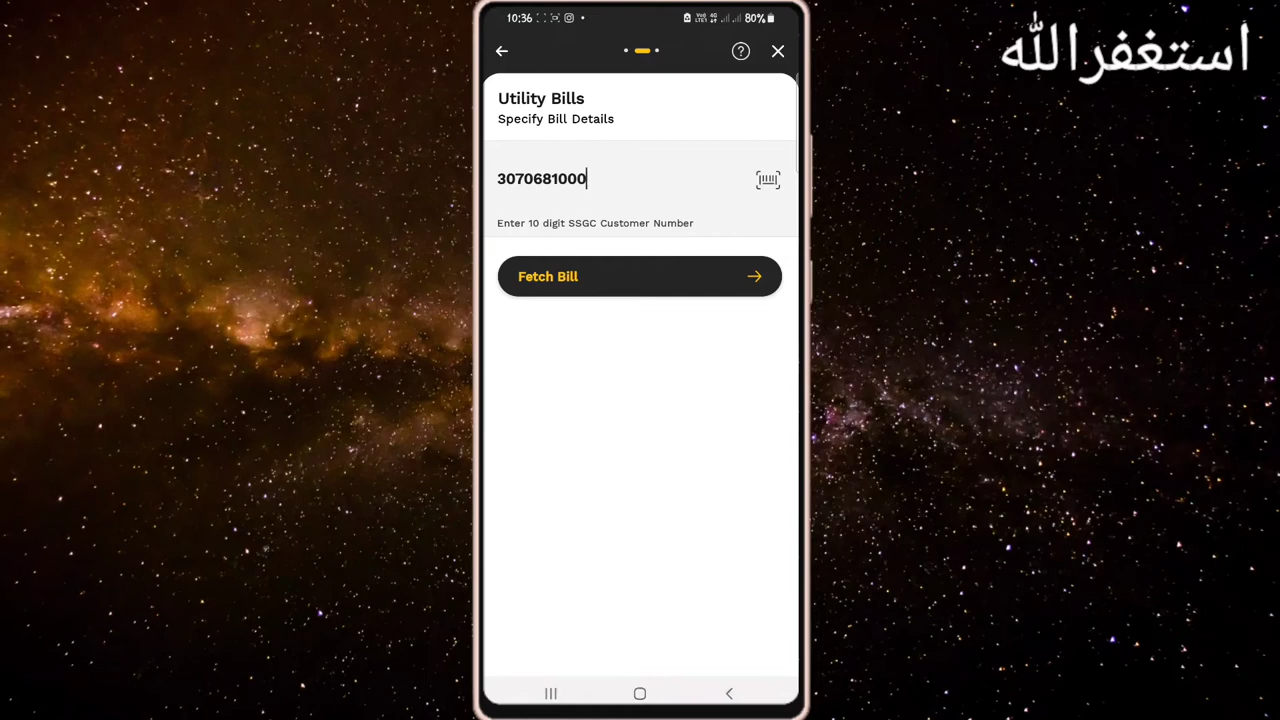 10:36
80%
استغفرالله
Utility Bills
Specify Bill Details
3070681000
Enter 10 digit SSGC Customer Number
Fetch Bill